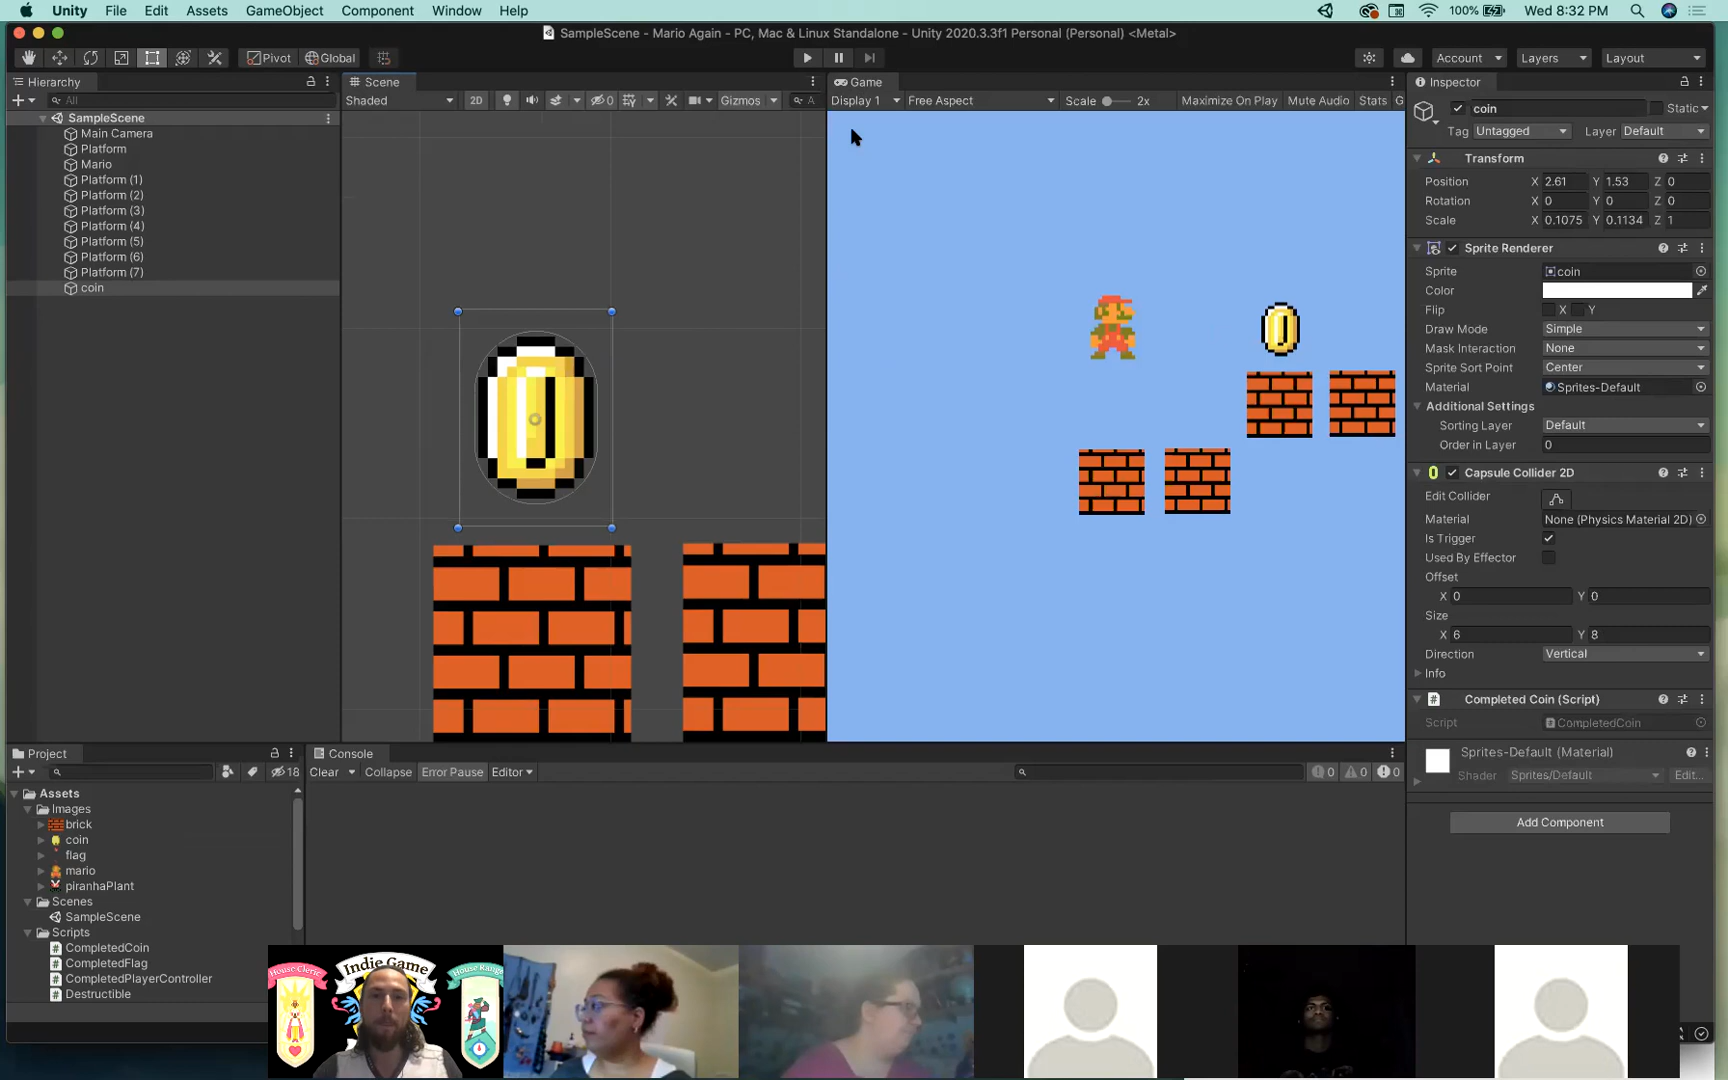 Unity File Edit Assets GameObject Component Window Help 100% Wed 8:32 PM
SampleScene - Mario Again - PC, Mac & Linux Standalone - Unity 2020.3.3f1 Personal (Personal) <Metal>
Pivot Global Account Layers Layout
Hierarchy
All
SampleScene
Main Camera
Platform
Mario
Platform (1)
Platform (2)
Platform (3)
Platform (4)
Platform (5)
Platform (6)
Platform (7)
coin
Scene
Shaded 2D 0 Gizmos A
Game
Display 1 Free Aspect Scale 2x Maximize On Play Mute Audio Stats G
Inspector
coin Static
Tag Untagged Layer Default
Transform
Position X 2.61 Y 1.53 Z 0
Rotation X 0 Y 0 Z 0
Scale X 0.1075 Y 0.1134 Z 1
Sprite Renderer
Sprite coin
Color
Flip X Y
Draw Mode Simple
Mask Interaction None
Sprite Sort Point Center
Material Sprites-Default
Additional Settings
Sorting Layer Default
Order in Layer 0
Capsule Collider 2D
Edit Collider
Material None (Physics Material 2D)
Is Trigger
Used By Effector
Offset
X 0 Y 0
Size
X 6 Y 8
Direction Vertical
Info
Completed Coin (Script)
Script CompletedCoin
Sprites-Default (Material)
Shader Sprites/Default Edit...
Add Component
Project
18
Assets
Images
brick
coin
flag
mario
piranhaPlant
Scenes
SampleScene
Scripts
CompletedCoin
CompletedFlag
CompletedPlayerController
Destructible
Console
Clear Collapse Error Pause Editor 0 0 0
House Cleric Indie Game House Rang